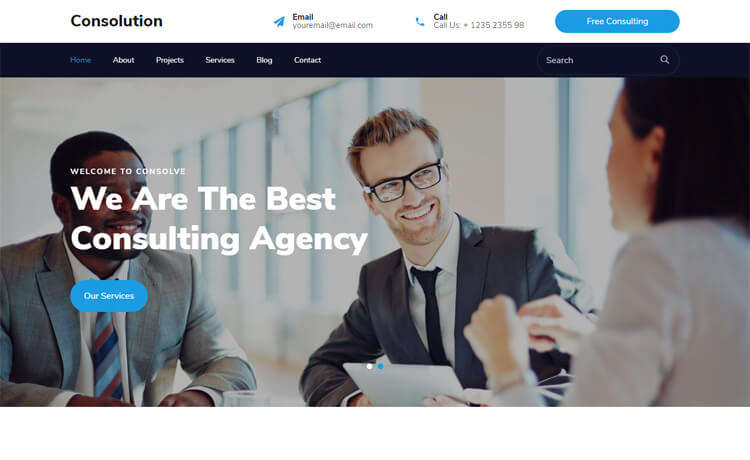 Consolution
Email
youremail@email.com
Call
Call Us: + 1235 2355 98
Free Consulting
Home About Projects Services Blog Contact
Search
WELCOME TO CONSOLVE
We Are The Best
Consulting Agency
Our Services